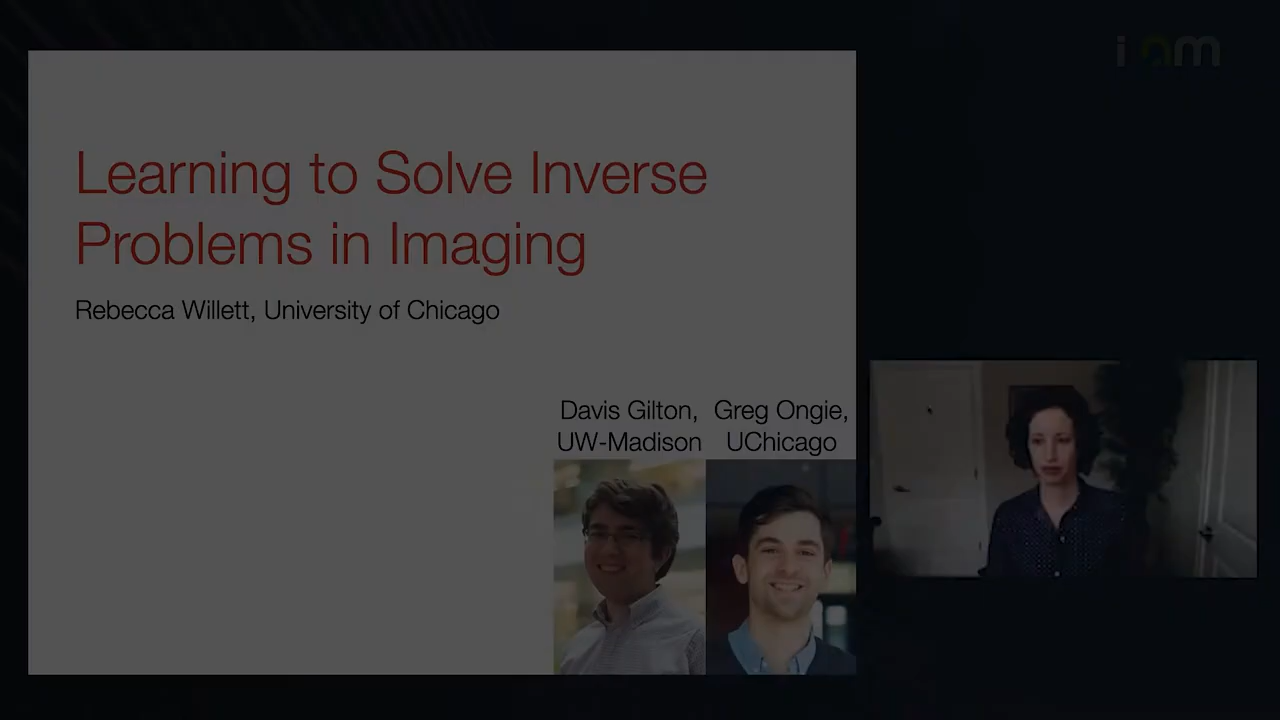 Learning to Solve Inverse
Problems in Imaging
Rebecca Willett, University of Chicago
Davis Gilton,
UW-Madison
Greg Ongie,
UChicago